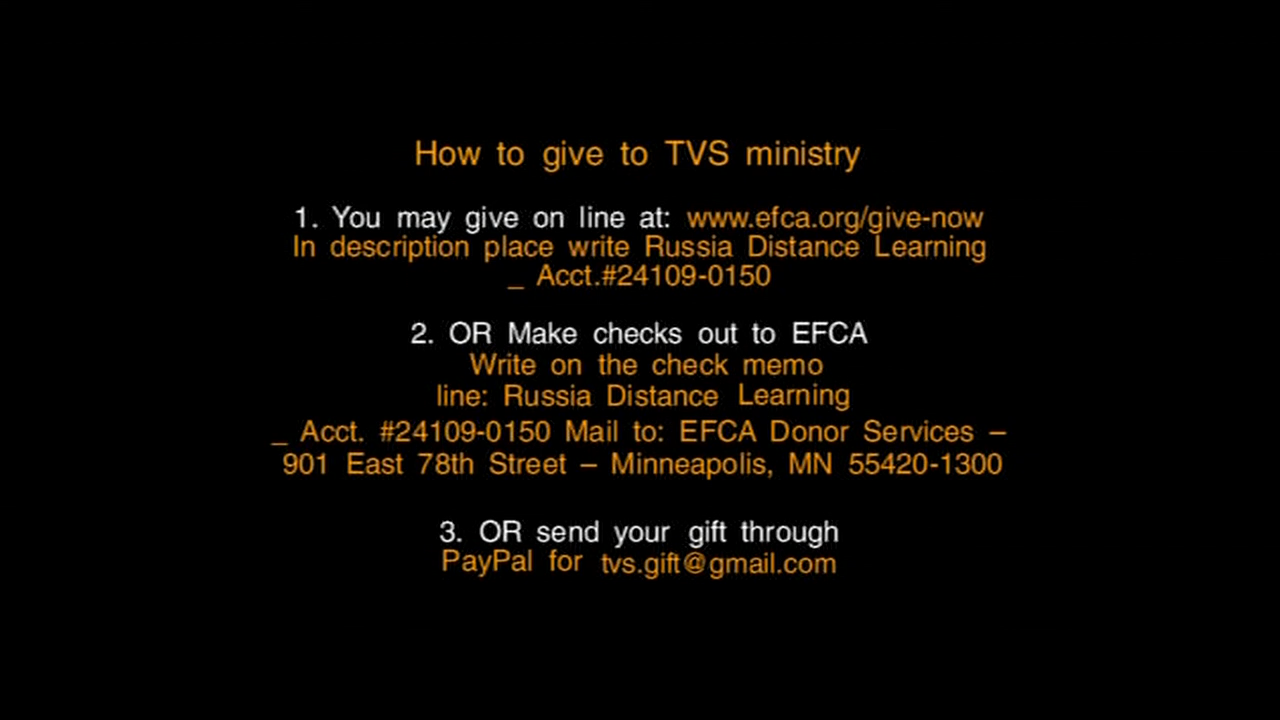 How to give to TVS ministry
1. You may give on line at: www.efca.org/give-now
In description place write Russia Distance Learning
_ Acct.#24109-0150
2. OR Make checks out to EFCA
Write on the check memo
line: Russia Distance Learning
_ Acct. #24109-0150 Mail to: EFCA Donor Services –
901 East 78th Street – Minneapolis, MN 55420-1300
3. OR send your gift through
PayPal for tvs.gift@gmail.com